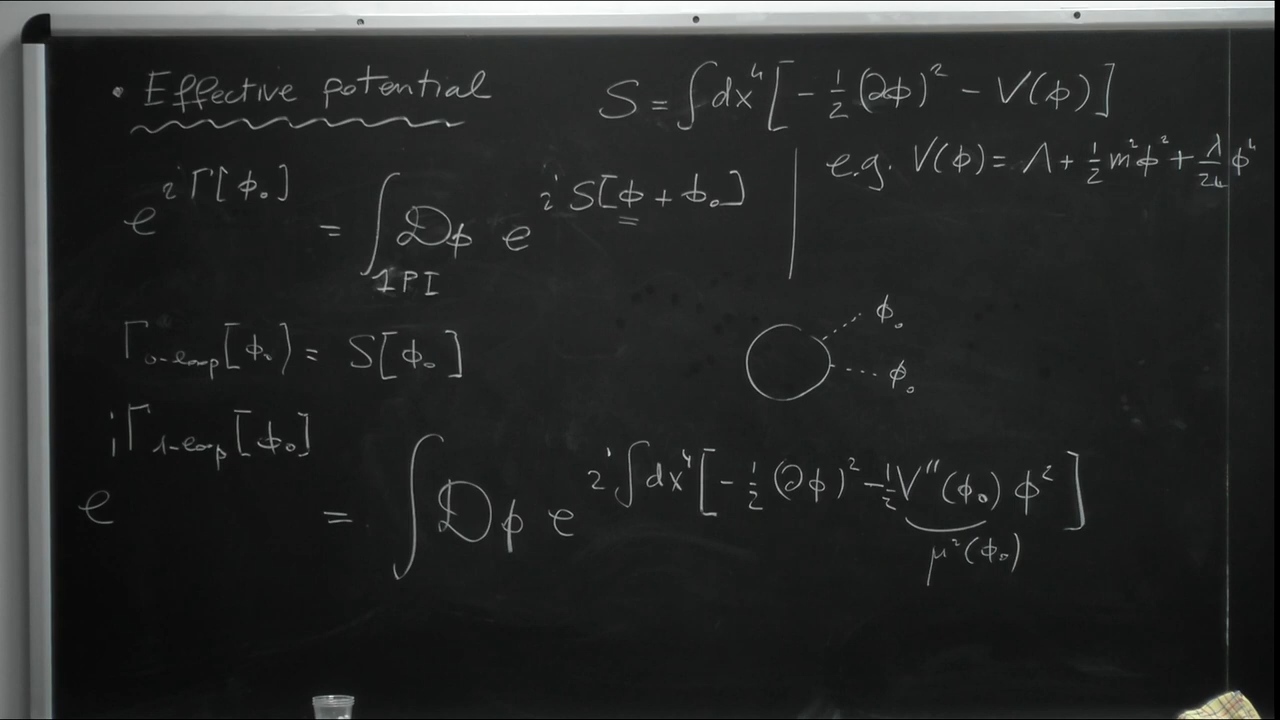 • Effective potential
S = ∫dx⁴[ - 1/2 (∂φ)² - V(φ)]
e.g. V(φ) = Λ + 1/2 m²φ² + λ/24 φ⁴
e^{iΓ[φ₀]} = ∫_{1PI} 𝒟φ e^{iS[φ + φ₀]}
Γ_{0-loop}[φ₀] = S[φ₀]
φ₀
φ₀
e^{iΓ_{1-loop}[φ₀]} = ∫𝒟φ e^{i∫dx⁴[ - 1/2 (∂φ)² - 1/2 V''(φ₀) φ² ]}
μ²(φ₀)